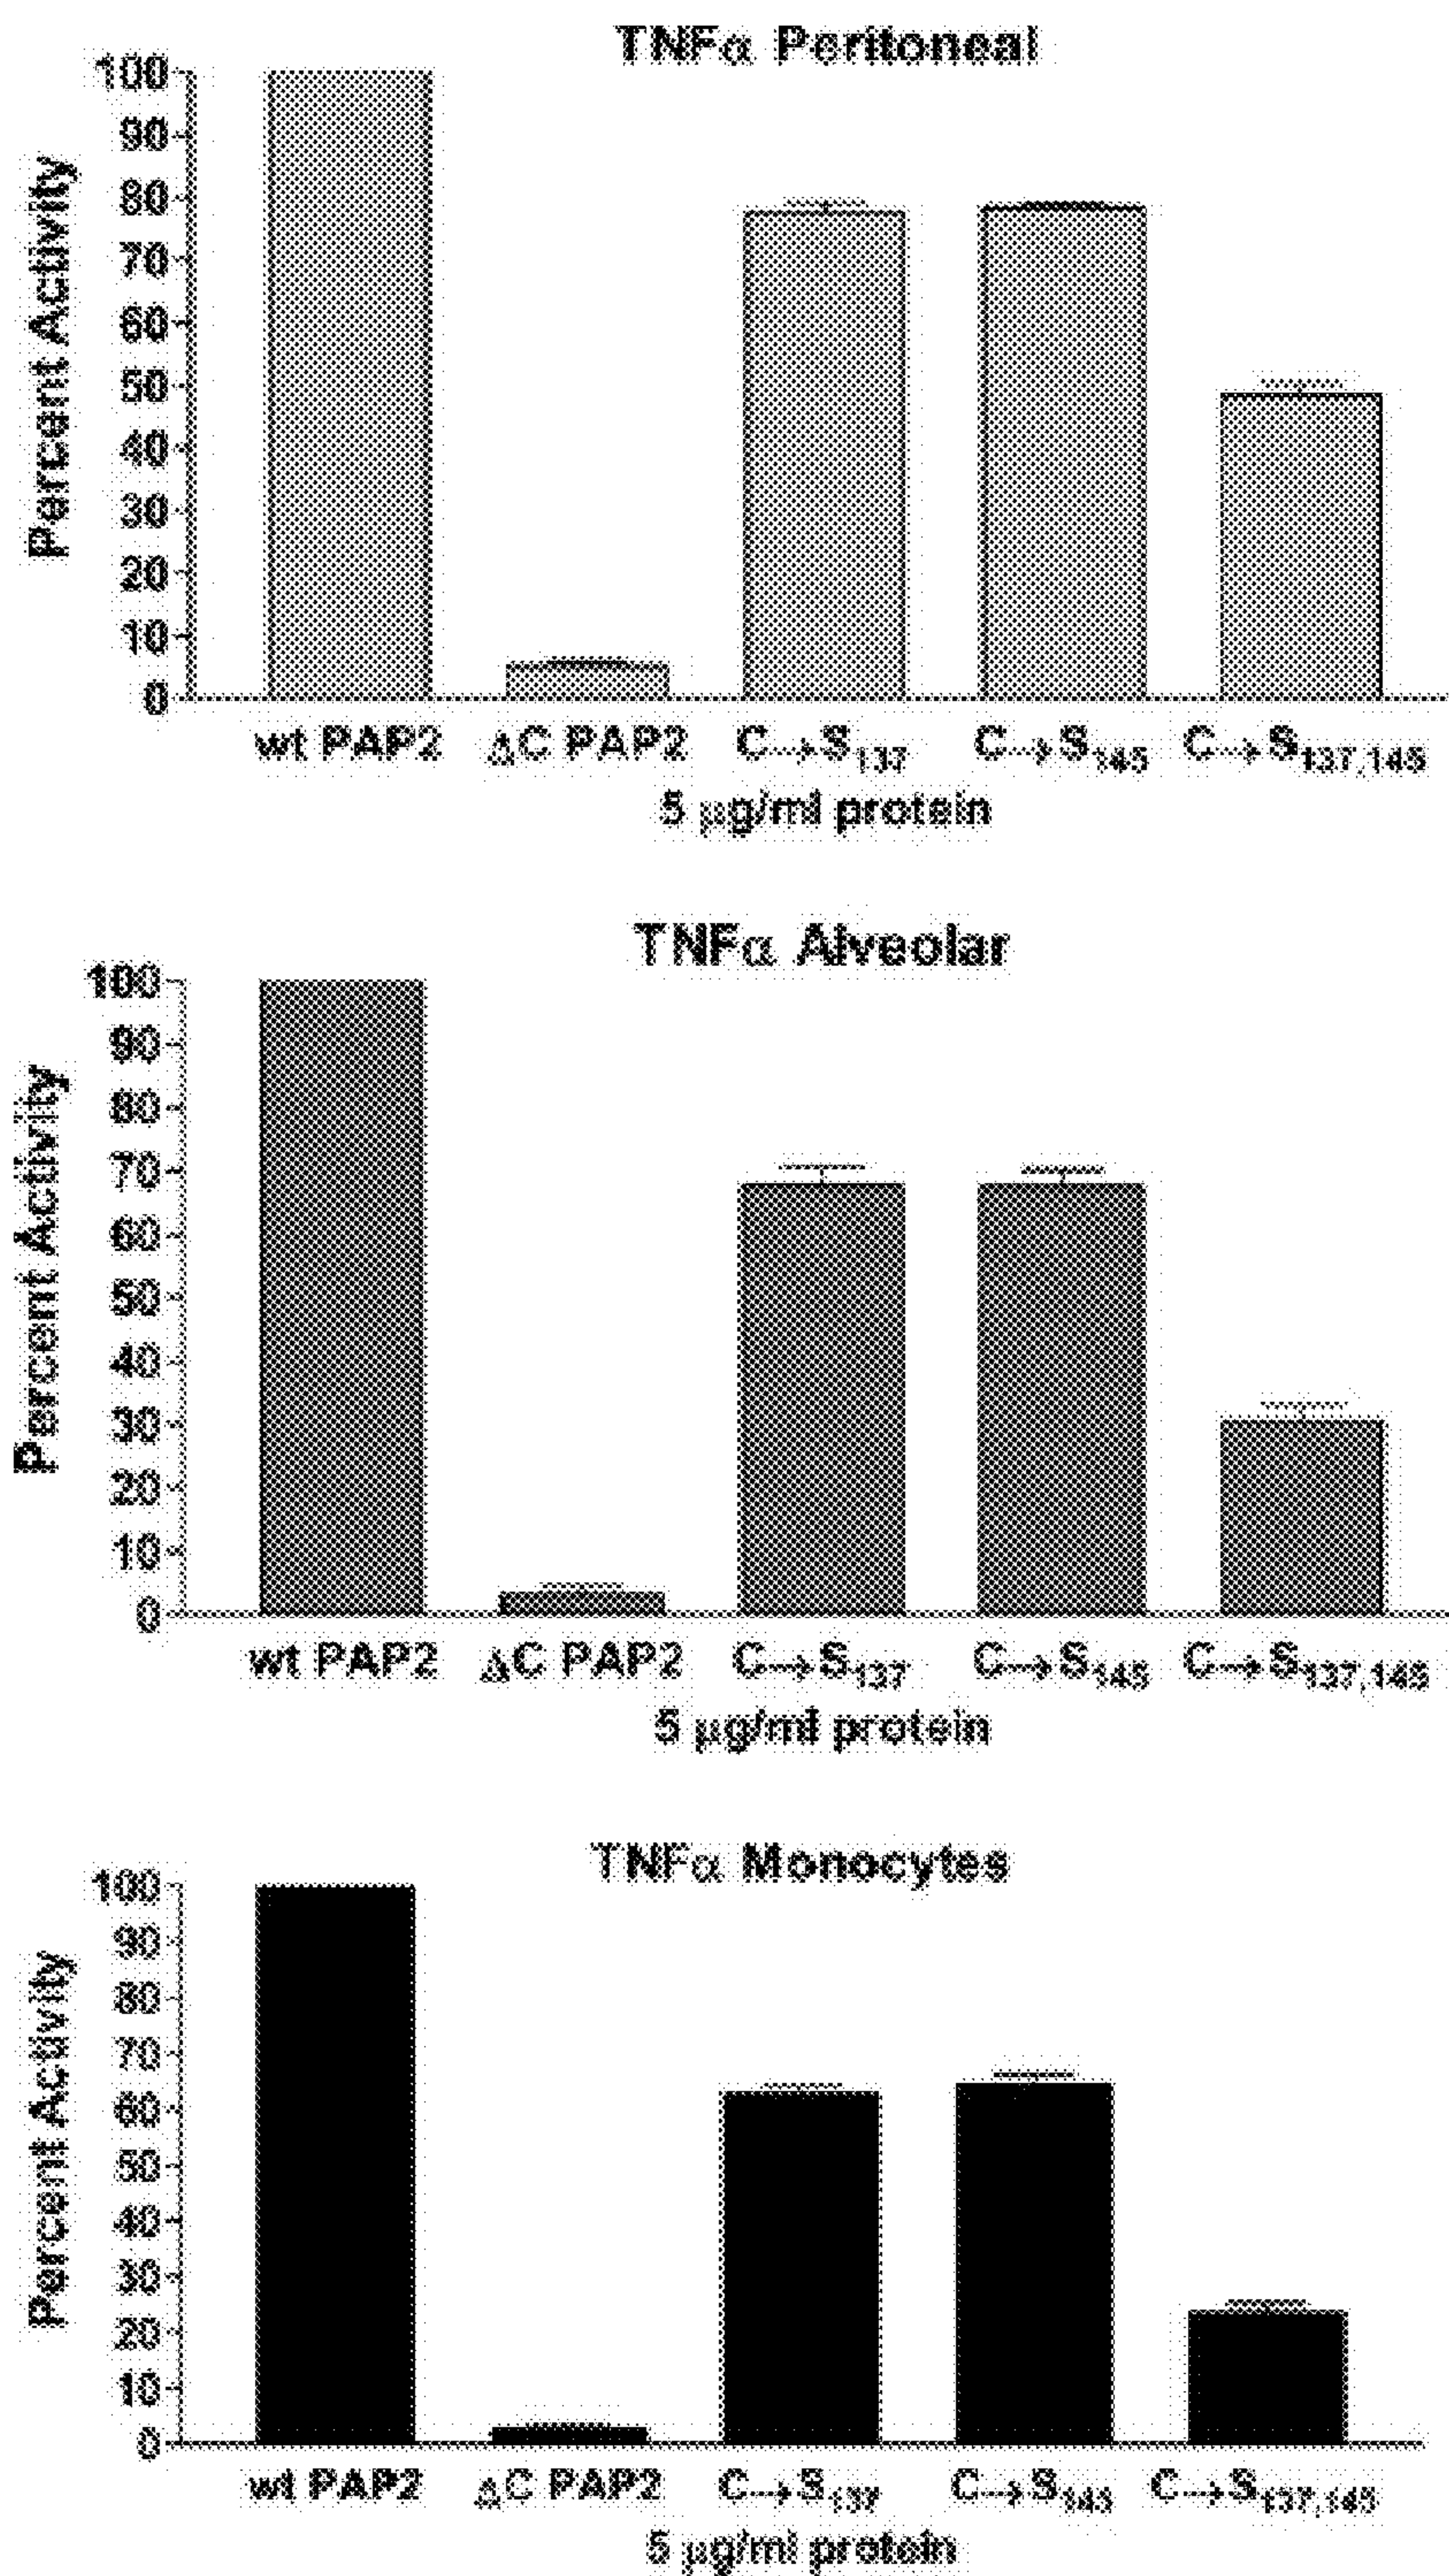 TNFα Peritoneal
Percent Activity
100
90
80
70
60
50
40
30
20
10
0
wt PAP2 ΔC PAP2 C→S137 C→S145 C→S137,145
5 µg/ml protein
TNFα Alveolar
Percent Activity
100
90
80
70
60
50
40
30
20
10
0
wt PAP2 ΔC PAP2 C→S137 C→S145 C→S137,145
5 µg/ml protein
TNFα Monocytes
Percent Activity
100
90
80
70
60
50
40
30
20
10
0
wt PAP2 ΔC PAP2 C→S137 C→S143 C→S137,145
5 µg/ml protein